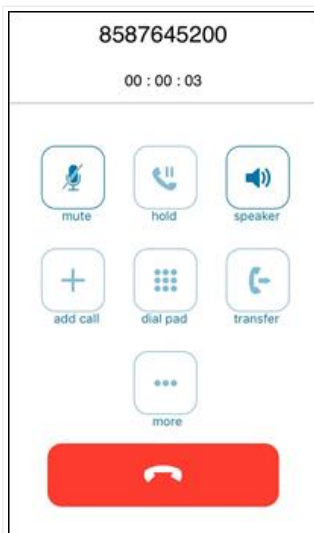 8587645200
00 : 00 : 03
mute hold speaker
add call dial pad transfer
more